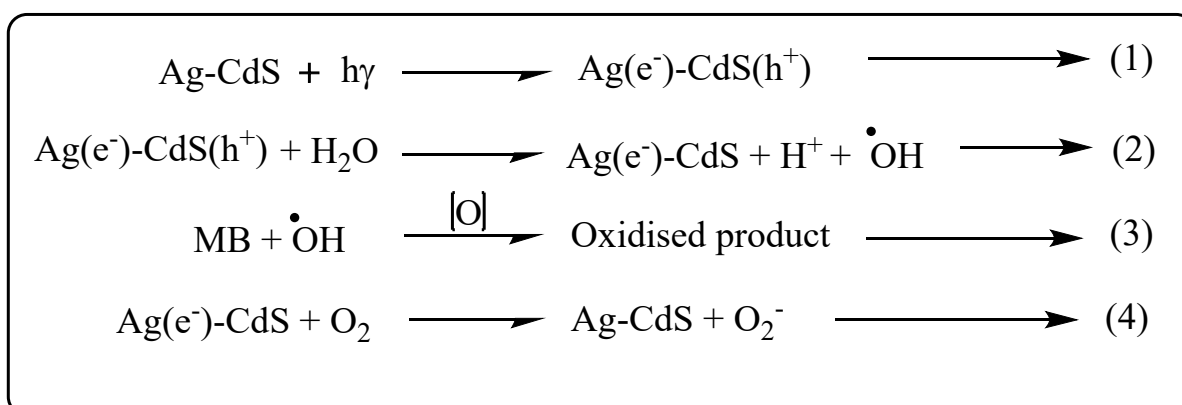 Ag-CdS + hγ ⟶ Ag(e⁻)-CdS(h⁺) ⟶ (1)
Ag(e⁻)-CdS(h⁺) + H₂O ⟶ Ag(e⁻)-CdS + H⁺ + •OH ⟶ (2)
MB + •OH [O] ⟶ Oxidised product ⟶ (3)
Ag(e⁻)-CdS + O₂ ⟶ Ag-CdS + O₂⁻ ⟶ (4)